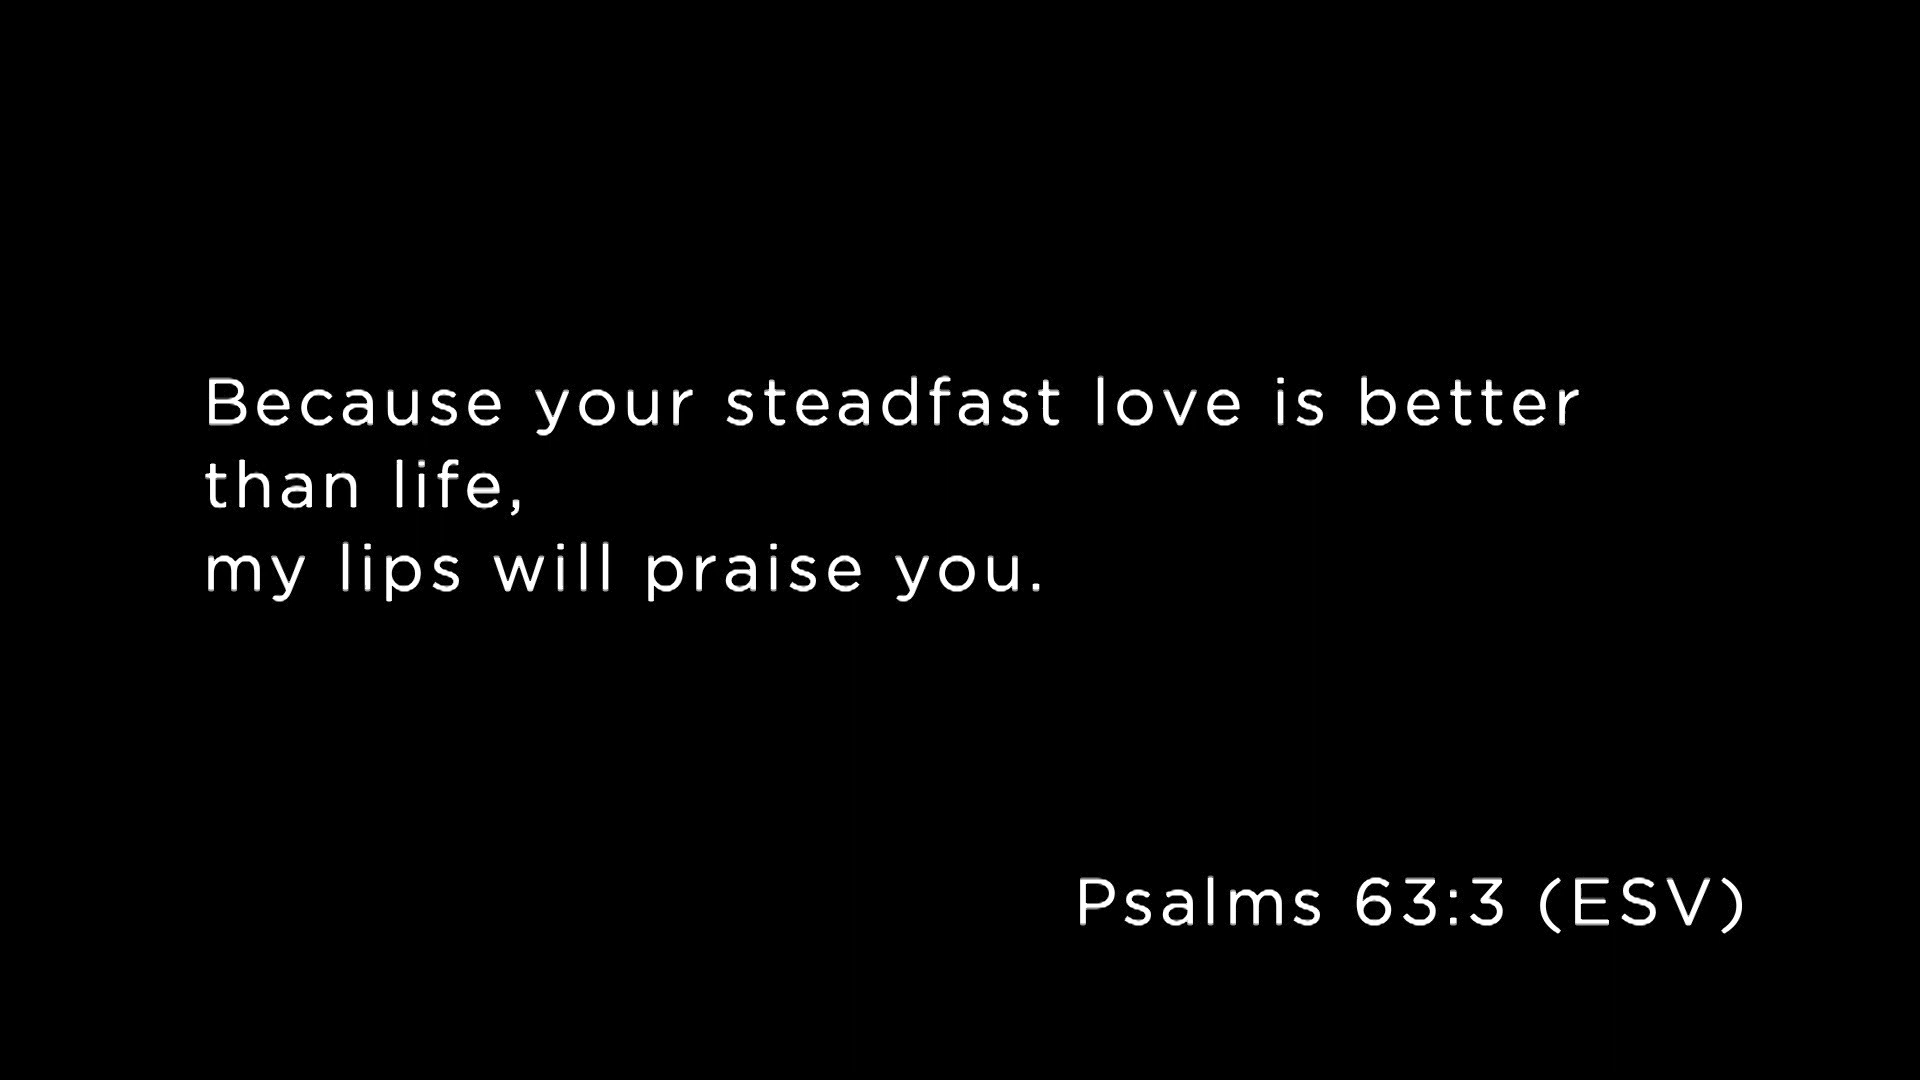 Because your steadfast love is better
than life,
my lips will praise you.
Psalms 63:3 (ESV)